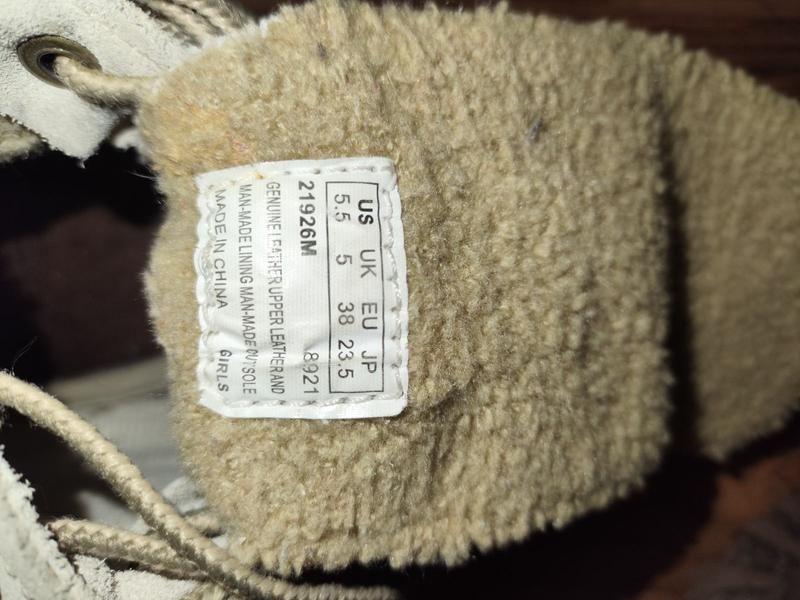 US UK EU JP
5.5 5 38 23.5
21926M 8921
GENUINE LEATHER UPPER LEATHER AND
MAN-MADE LINING MAN-MADE OUTSOLE
MADE IN CHINA GIRLS